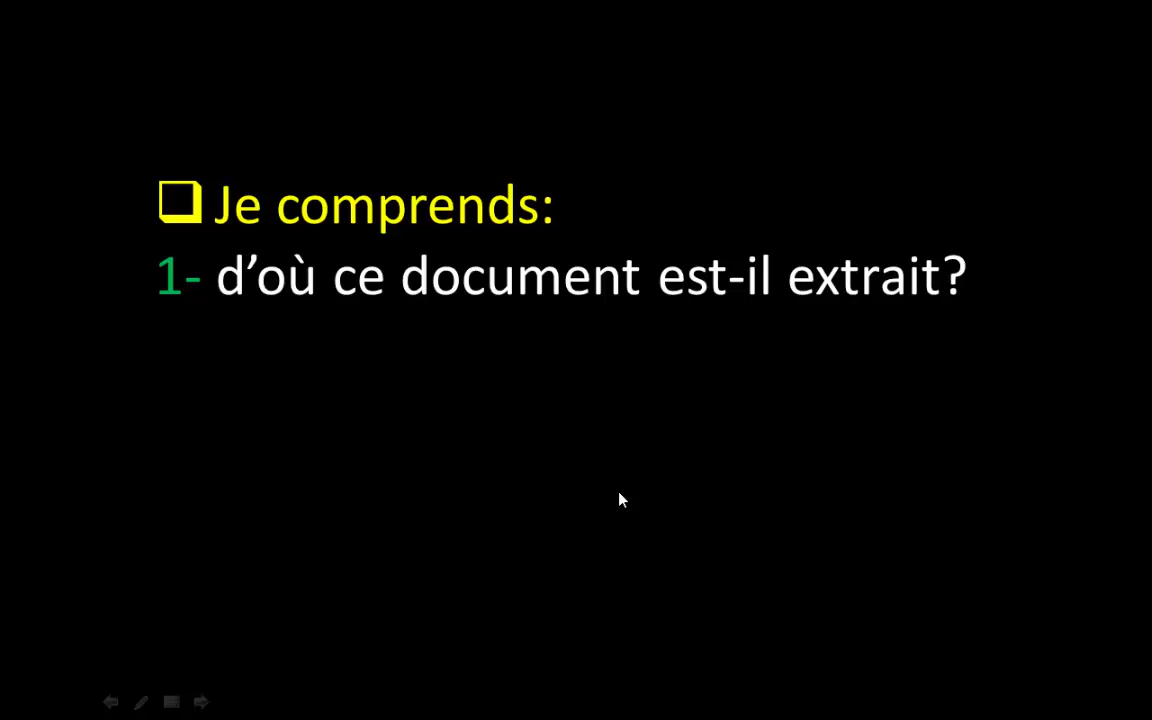 ❑ Je comprends:
1- d’où ce document est-il extrait?